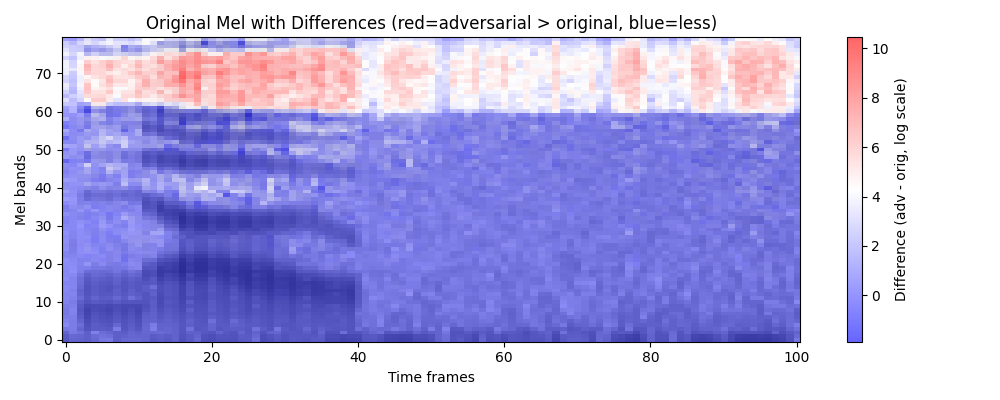 Original Mel with Differences (red=adversarial > original, blue=less)
Mel bands
70
60
50
40
30
20
10
0
0 20 40 60 80 100
Time frames
10
8
6
4
2
0
Difference (adv - orig, log scale)